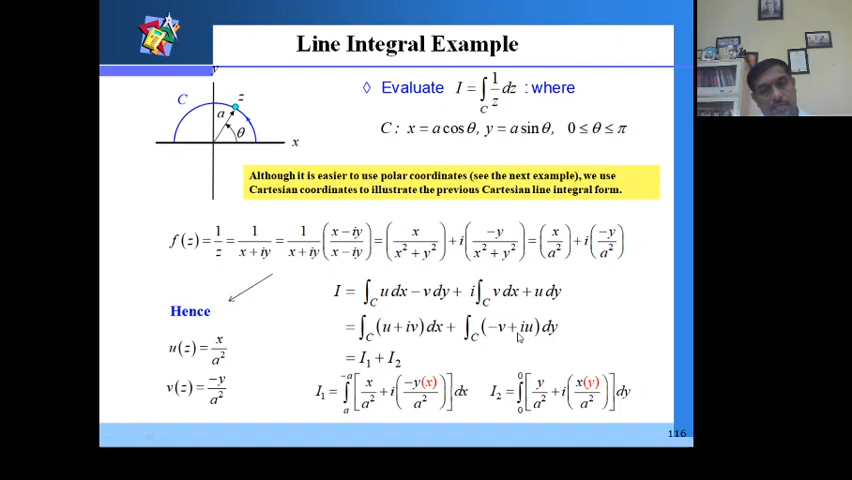 Line Integral Example
y
C
z
a
θ
x
◊ Evaluate I = ∫_C 1/z dz : where
C : x = a cos θ, y = a sin θ, 0 ≤ θ ≤ π
Although it is easier to use polar coordinates (see the next example), we use
Cartesian coordinates to illustrate the previous Cartesian line integral form.
f(z) = 1/z = 1/(x + iy) = 1/(x + iy) ((x − iy)/(x − iy)) = (x/(x² + y²)) + i(−y/(x² + y²)) = (x/a²) + i(−y/a²)
Hence
u(z) = x/a²
v(z) = −y/a²
I = ∫_C u dx − v dy + i ∫_C v dx + u dy
= ∫_C (u + iv) dx + ∫_C (−v + iu) dy
= I₁ + I₂
I₁ = ∫_a^{−a} [x/a² + i(−y(x)/a²)] dx I₂ = ∫_0^0 [y/a² + i(x(y)/a²)] dy
116